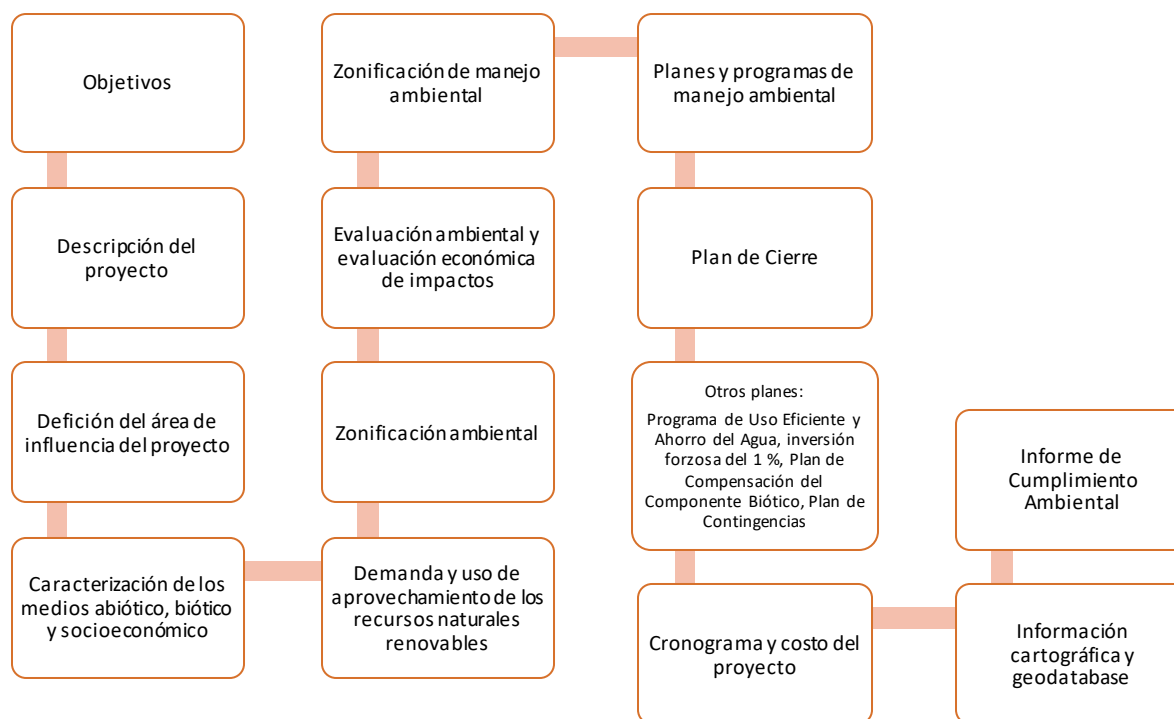 Objetivos
Descripción del
proyecto
Defición del área de
influencia del proyecto
Caracterización de los
medios abiótico, biótico
y socioeconómico
Demanda y uso de
aprovechamiento de los
recursos naturales
renovables
Zonificación ambiental
Evaluación ambiental y
evaluación económica
de impactos
Zonificación de manejo
ambiental
Planes y programas de
manejo ambiental
Plan de Cierre
Otros planes:
Programa de Uso Eficiente y
Ahorro del Agua, inversión
forzosa del 1 %, Plan de
Compensación del
Componente Biótico, Plan de
Contingencias
Cronograma y costo del
proyecto
Información
cartográfica y
geodatabase
Informe de
Cumplimiento
Ambiental